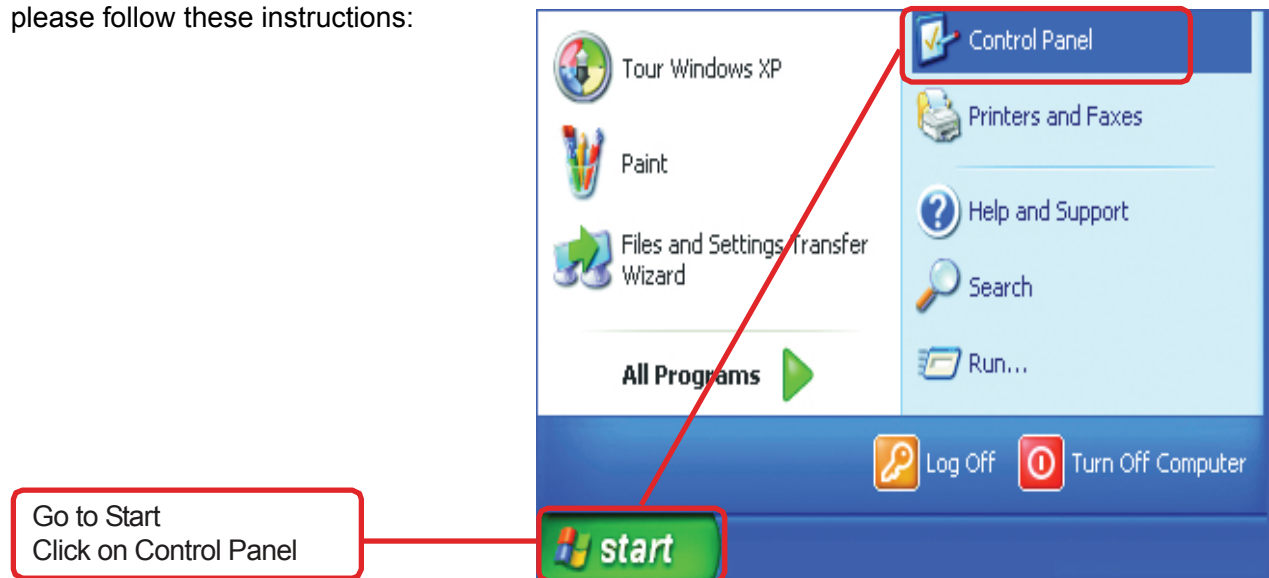 please follow these instructions:
Tour Windows XP
Paint
Files and Settings Transfer
Wizard
All Programs
Control Panel
Printers and Faxes
Help and Support
Search
Run...
Log Off
Turn Off Computer
Go to Start
Click on Control Panel
start